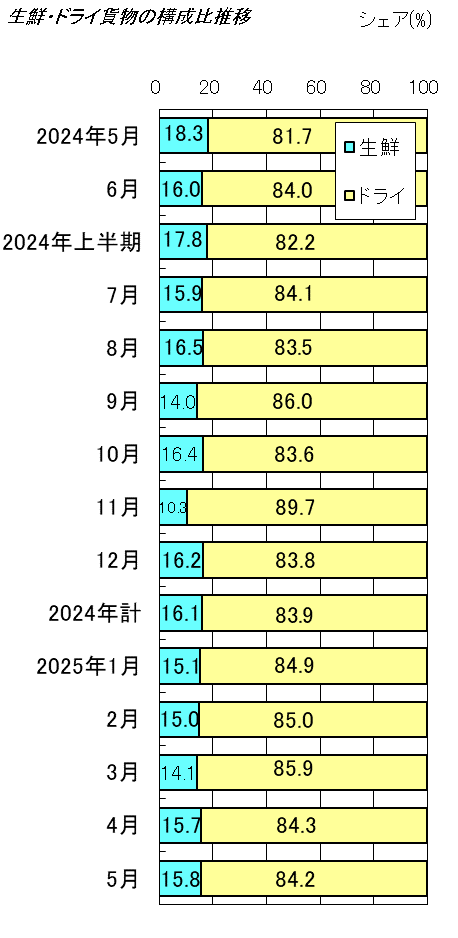 生鮮・ドライ貨物の構成比推移
シェア(%)
0 20 40 60 80 100
2024年5月 18.3 81.7
生鮮
6月 16.0 84.0
ドライ
2024年上半期 17.8 82.2
7月 15.9 84.1
8月 16.5 83.5
9月 14.0 86.0
10月 16.4 83.6
11月 10.3 89.7
12月 16.2 83.8
2024年計 16.1 83.9
2025年1月 15.1 84.9
2月 15.0 85.0
3月 14.1 85.9
4月 15.7 84.3
5月 15.8 84.2